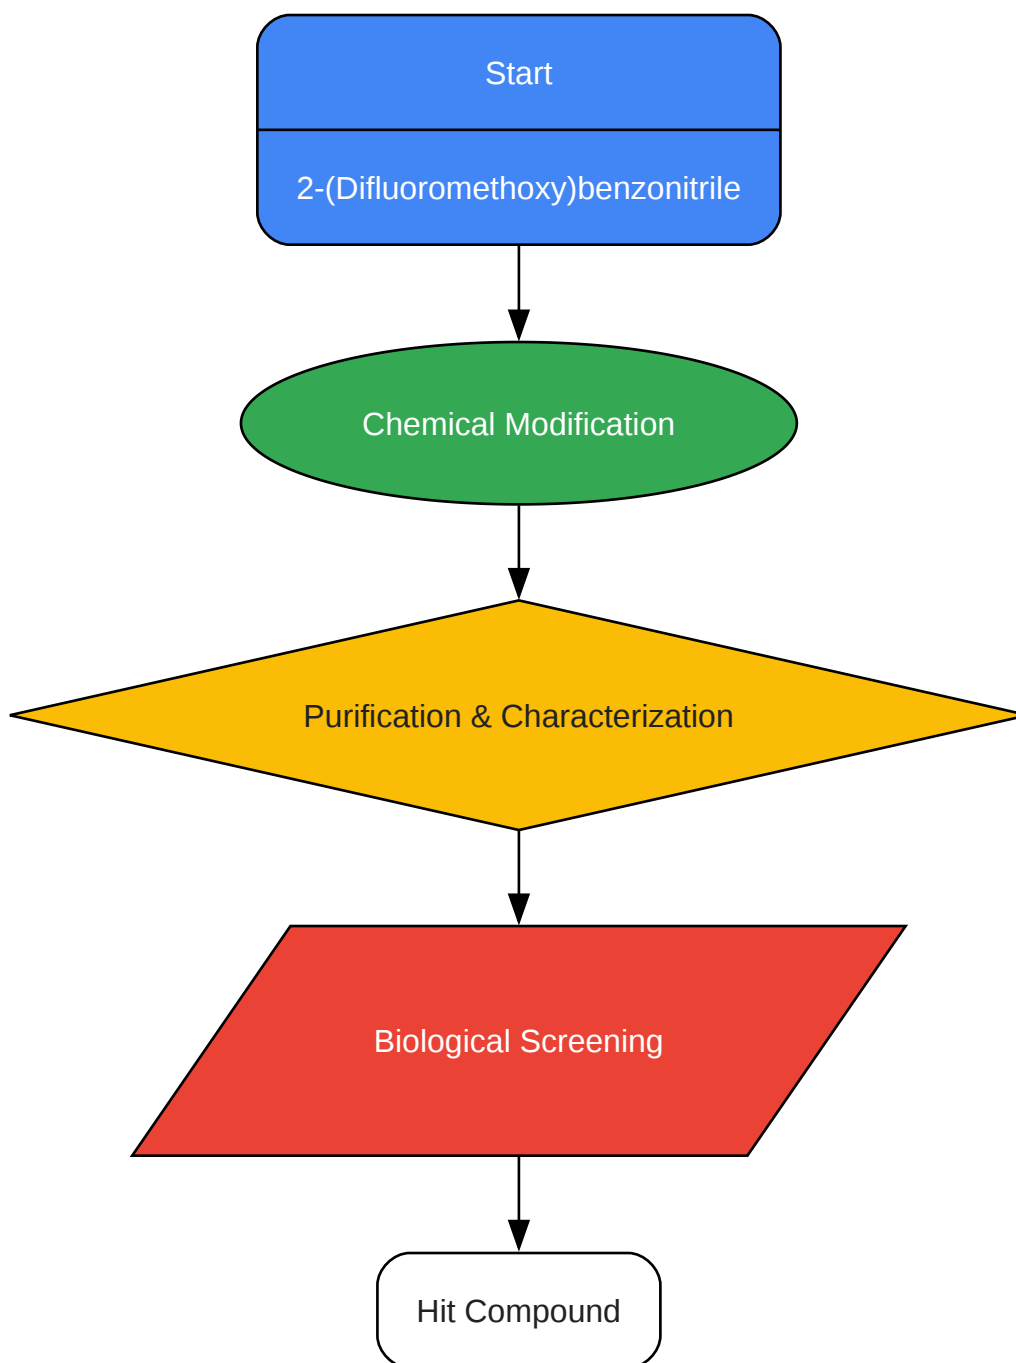 Start
2-(Difluoromethoxy)benzonitrile
Chemical Modification
Purification & Characterization
Biological Screening
Hit Compound